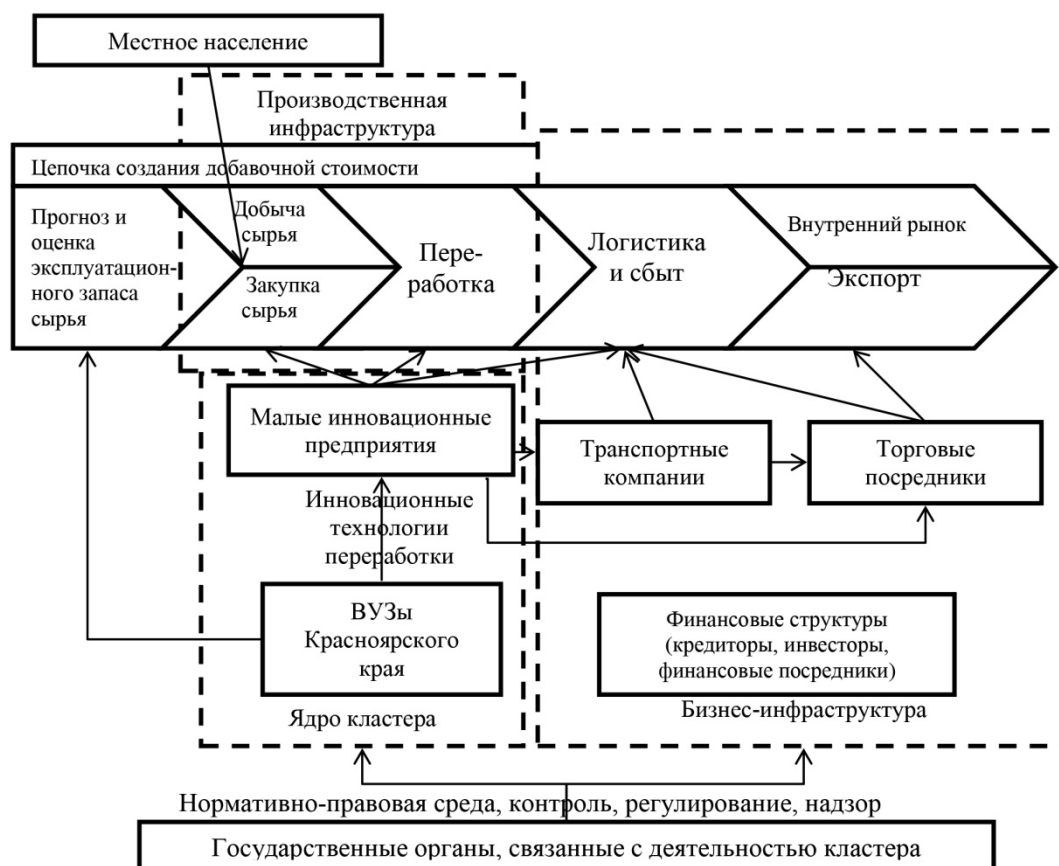 Местное население
Производственная
инфраструктура
Цепочка создания добавочной стоимости
Прогноз и
оценка
эксплуатацион-
ного запаса
сырья
Добыча
сырья
Закупка
сырья
Пере-
работка
Логистика
и сбыт
Внутренний рынок
Экспорт
Малые инновационные
предприятия
Транспортные
компании
Торговые
посредники
Инновационные
технологии
переработки
ВУЗы
Красноярского
края
Финансовые структуры
(кредиторы, инвесторы,
финансовые посредники)
Ядро кластера
Бизнес-инфраструктура
Нормативно-правовая среда, контроль, регулирование, надзор
Государственные органы, связанные с деятельностью кластера